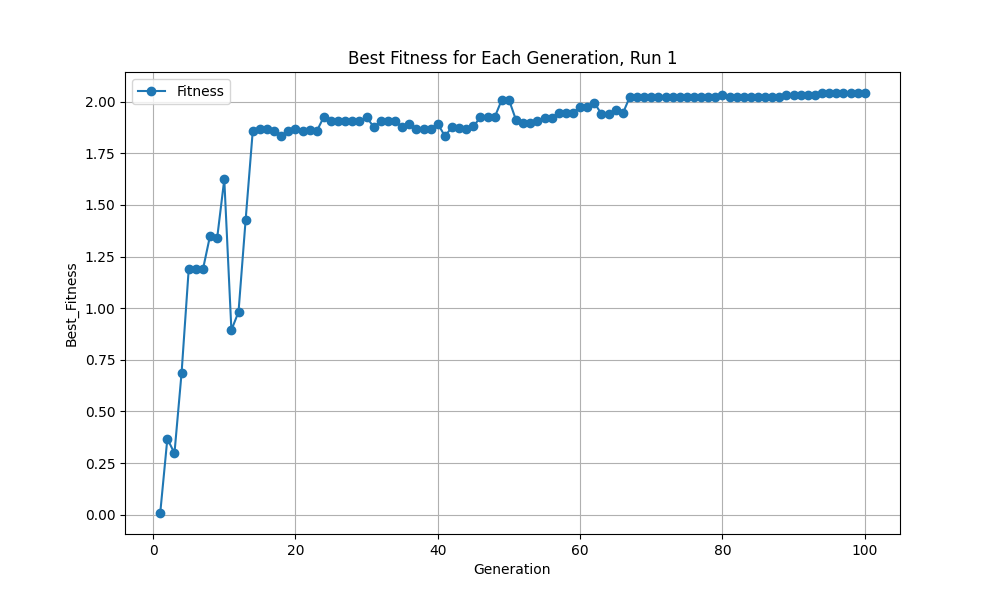 Best Fitness for Each Generation, Run 1
Fitness
Best_Fitness
2.00
1.75
1.50
1.25
1.00
0.75
0.50
0.25
0.00
0 20 40 60 80 100
Generation